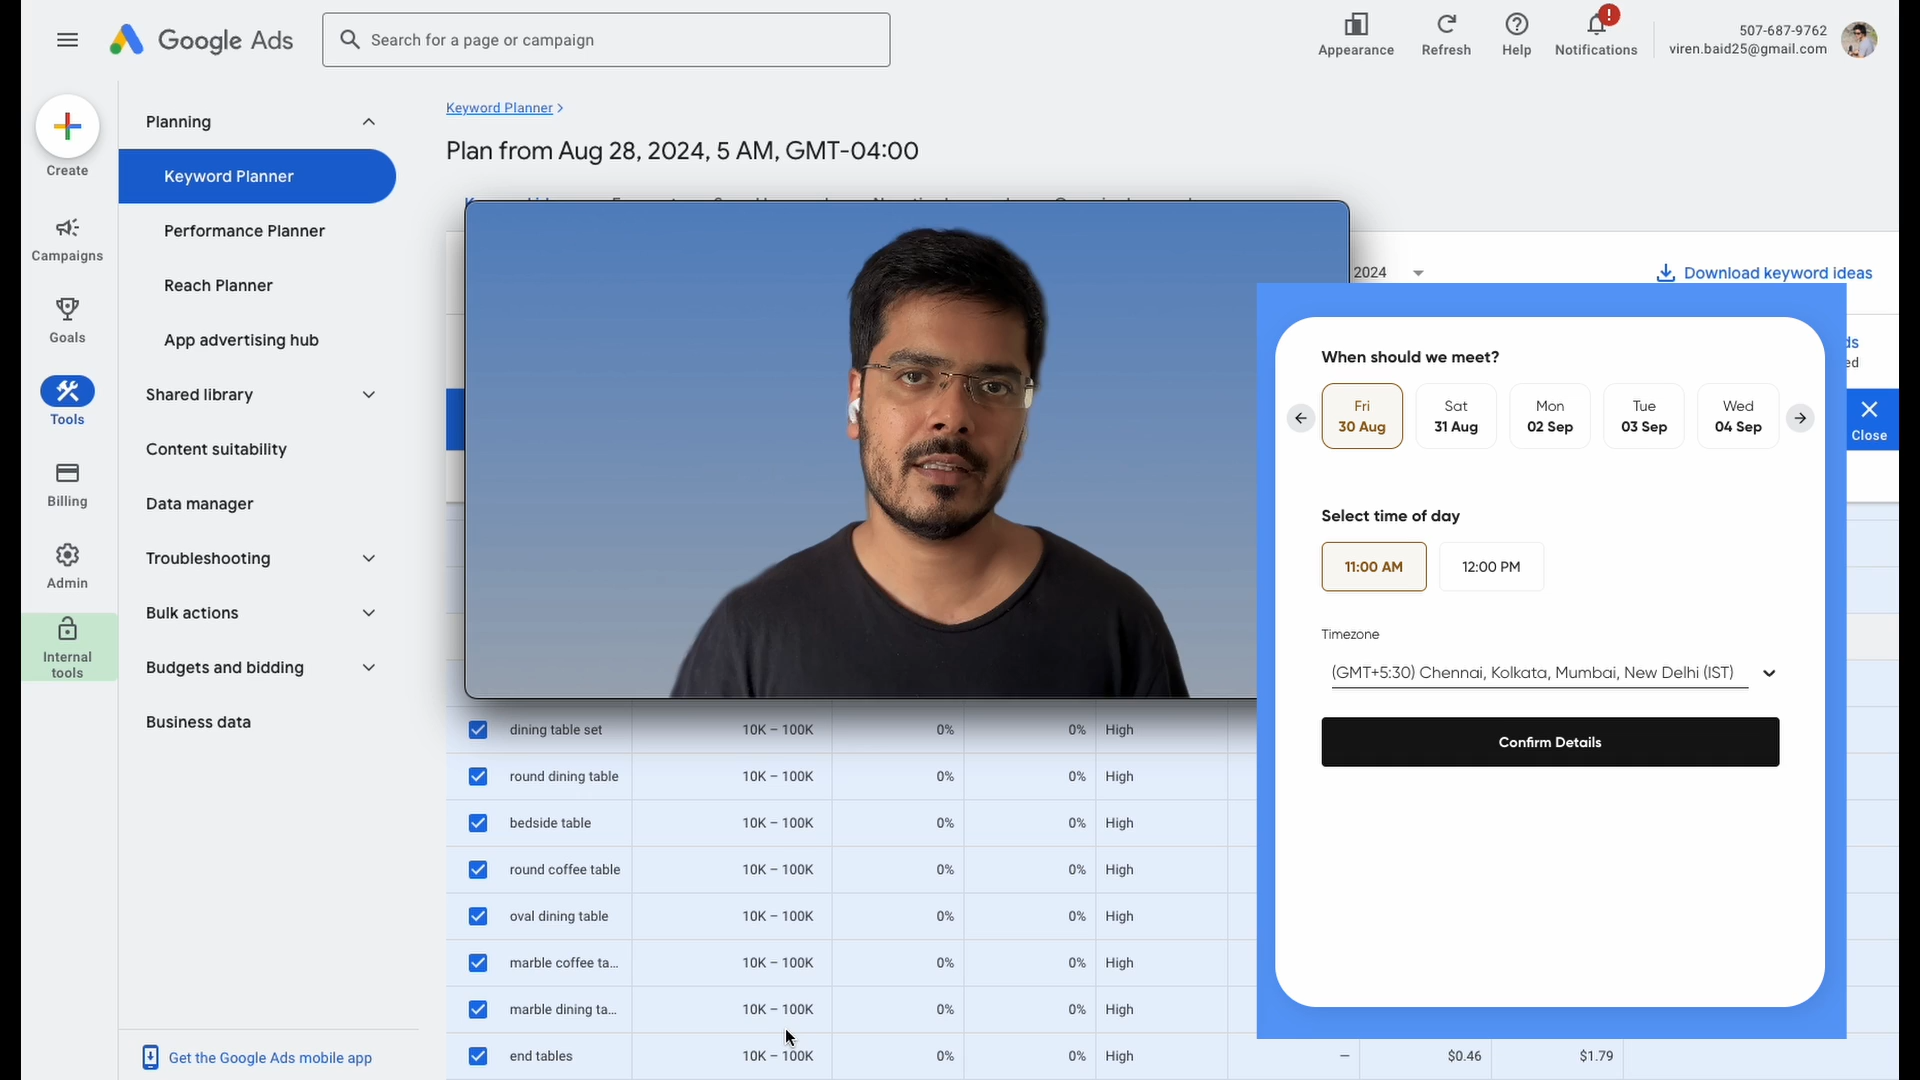 Google Ads
Search for a page or campaign
Appearance
Refresh
Help
!
Notifications
507-687-9762
viren.baid25@gmail.com
Create
Campaigns
Goals
Tools
Billing
Admin
Internal
tools
Planning
Keyword Planner
Performance Planner
Reach Planner
App advertising hub
Shared library
Content suitability
Data manager
Troubleshooting
Bulk actions
Budgets and bidding
Business data
Get the Google Ads mobile app
Keyword Planner >
Plan from Aug 28, 2024, 5 AM, GMT-04:00
2024
Download keyword ideas
Close
dining table set 10K – 100K 0% 0% High
round dining table 10K – 100K 0% 0% High
bedside table 10K – 100K 0% 0% High
round coffee table 10K – 100K 0% 0% High
oval dining table 10K – 100K 0% 0% High
marble coffee ta... 10K – 100K 0% 0% High
marble dining ta... 10K – 100K 0% 0% High
end tables 10K – 100K 0% 0% High – $0.46 $1.79
When should we meet?
Fri Sat Mon Tue Wed
30 Aug 31 Aug 02 Sep 03 Sep 04 Sep
Select time of day
11:00 AM 12:00 PM
Timezone
(GMT+5:30) Chennai, Kolkata, Mumbai, New Delhi (IST)
Confirm Details